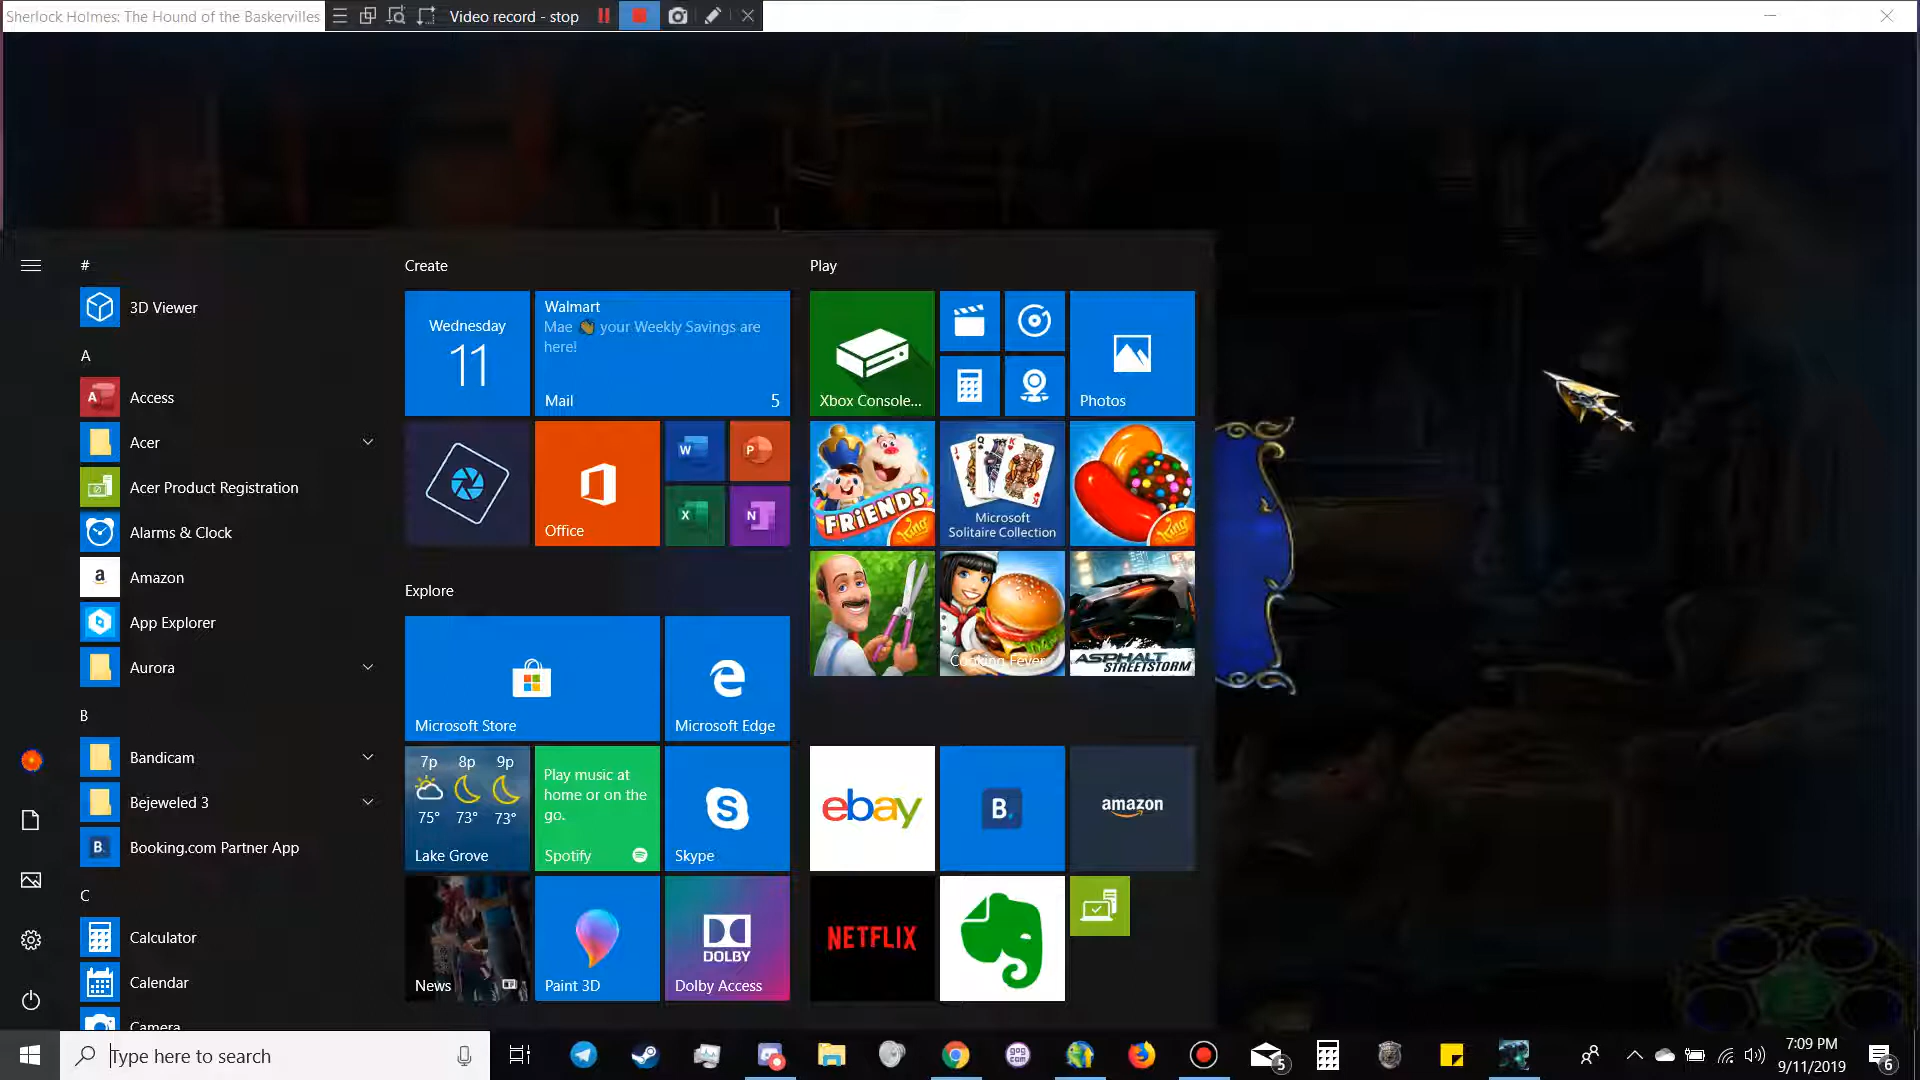 Sherlock Holmes: The Hound of the Baskervilles
Video record - stop
#
3D Viewer
A
Access
Acer
Acer Product Registration
Alarms & Clock
Amazon
App Explorer
Aurora
B
Bandicam
Bejeweled 3
Booking.com Partner App
C
Calculator
Calendar
Camera
Create
Wednesday
11
Walmart
Mae 👋 your Weekly Savings are
here!
Mail
5
Office
Explore
Microsoft Store
Microsoft Edge
7p 8p 9p
75° 73° 73°
Lake Grove
Play music at
home or on the
go.
Spotify
Skype
News
Paint 3D
DOLBY
Dolby Access
Play
Xbox Console...
Photos
FRIENDS
King
Microsoft
Solitaire Collection
King
Cooking Fever
ASPHALT
STREETSTORM
ebay
B.
amazon
NETFLIX
Type here to search
gog
com
5
7:09 PM
9/11/2019
6